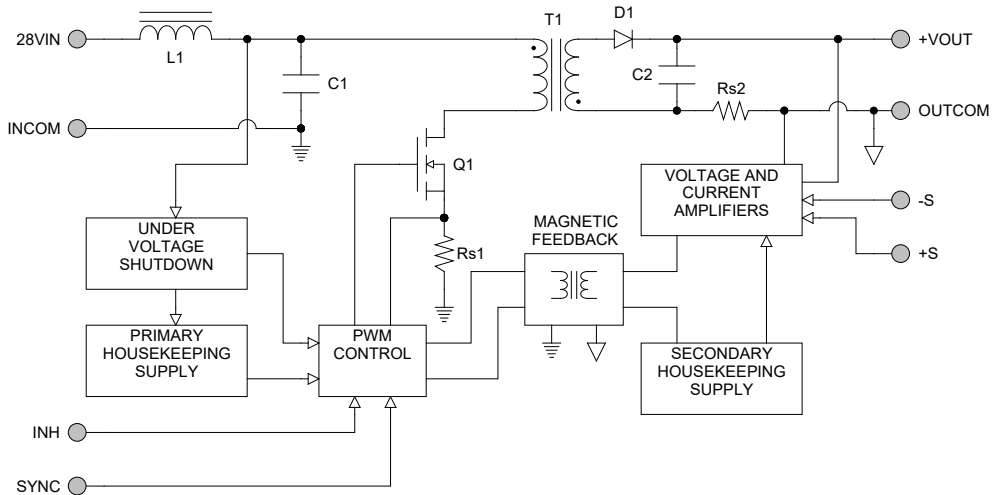 28VIN
L1
C1
T1
D1
C2
Rs2
+VOUT
INCOM
OUTCOM
Q1
VOLTAGE AND
CURRENT
AMPLIFIERS
-S
+S
UNDER
VOLTAGE
SHUTDOWN
Rs1
MAGNETIC
FEEDBACK
PRIMARY
HOUSEKEEPING
SUPPLY
PWM
CONTROL
SECONDARY
HOUSEKEEPING
SUPPLY
INH
SYNC